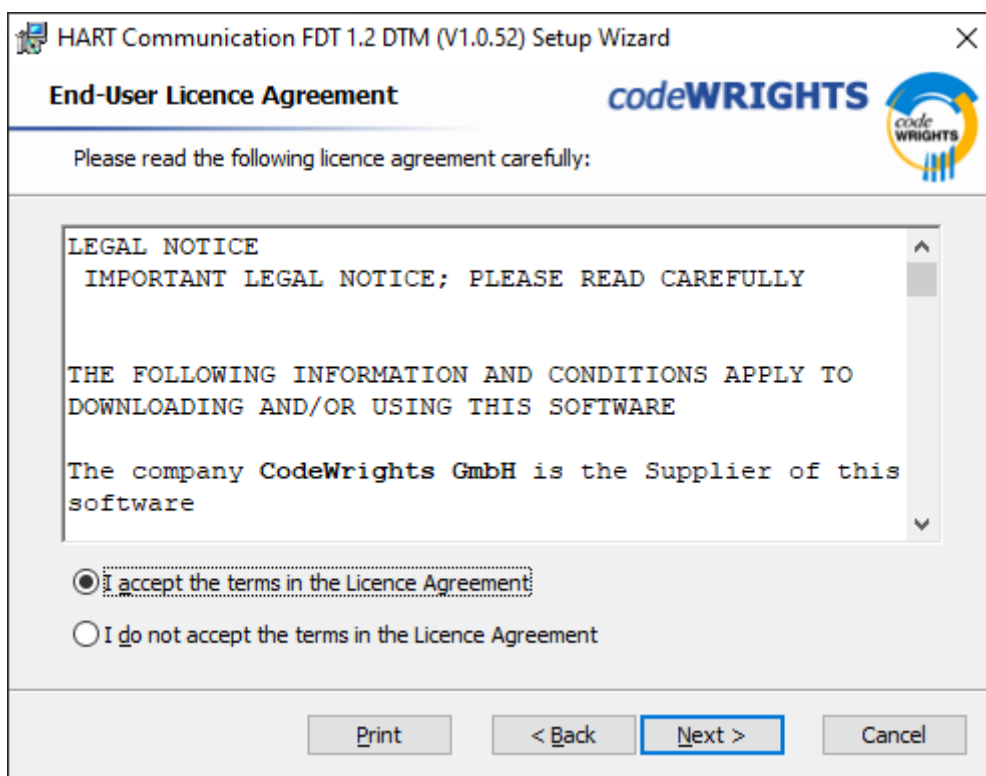 HART Communication FDT 1.2 DTM (V1.0.52) Setup Wizard
End-User Licence Agreement
codeWRIGHTS
code
WRIGHTS
Please read the following licence agreement carefully:
LEGAL NOTICE
IMPORTANT LEGAL NOTICE; PLEASE READ CAREFULLY
THE FOLLOWING INFORMATION AND CONDITIONS APPLY TO
DOWNLOADING AND/OR USING THIS SOFTWARE
The company CodeWrights GmbH is the Supplier of this
software
I accept the terms in the Licence Agreement
I do not accept the terms in the Licence Agreement
Print
< Back
Next >
Cancel